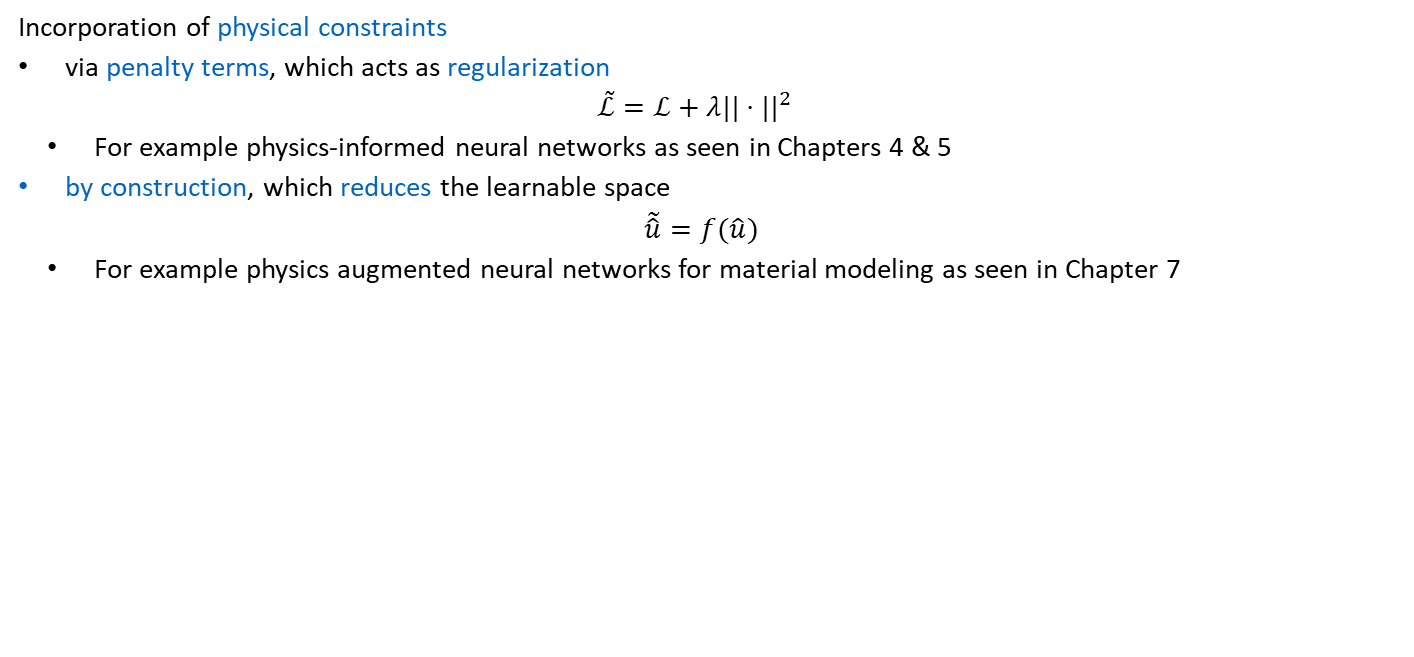 Incorporation of physical constraints
• via penalty terms, which acts as regularization
ℒ̃ = ℒ + λ|| · ||²
• For example physics-informed neural networks as seen in Chapters 4 & 5
• by construction, which reduces the learnable space
û̃ = f(û)
• For example physics augmented neural networks for material modeling as seen in Chapter 7